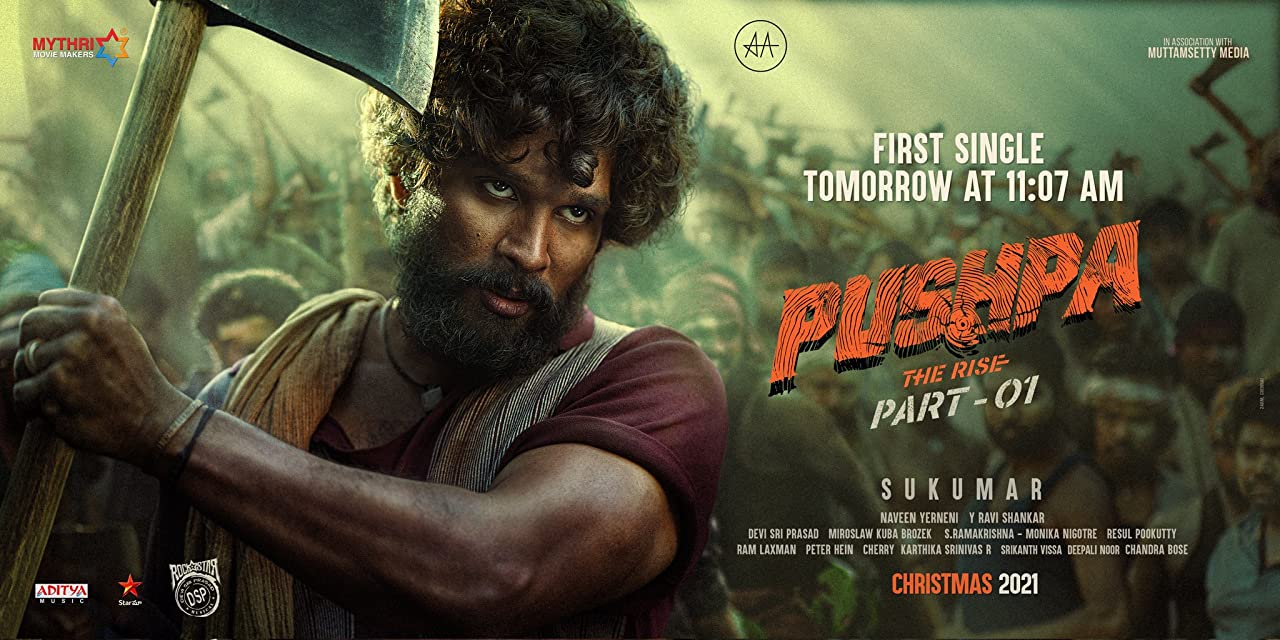 MYTHRI
MOVIE MAKERS
AA
IN ASSOCIATION WITH
MUTTAMSETTY MEDIA
FIRST SINGLE
TOMORROW AT 11:07 AM
PUSHPA
THE RISE
PART - 01
SUKUMAR
NAVEEN YERNENI Y RAVI SHANKAR
DEVI SRI PRASAD MIROSLAW KUBA BROZEK S.RAMAKRISHNA - MONIKA NIGOTRE RESUL POOKUTTY
RAM LAXMAN PETER HEIN CHERRY KARTHIKA SRINIVAS R SRIKANTH VISSA DEEPALI NOOR CHANDRA BOSE
CHRISTMAS 2021
ADITYA
MUSIC
Star
ROCKSTAR
DSP